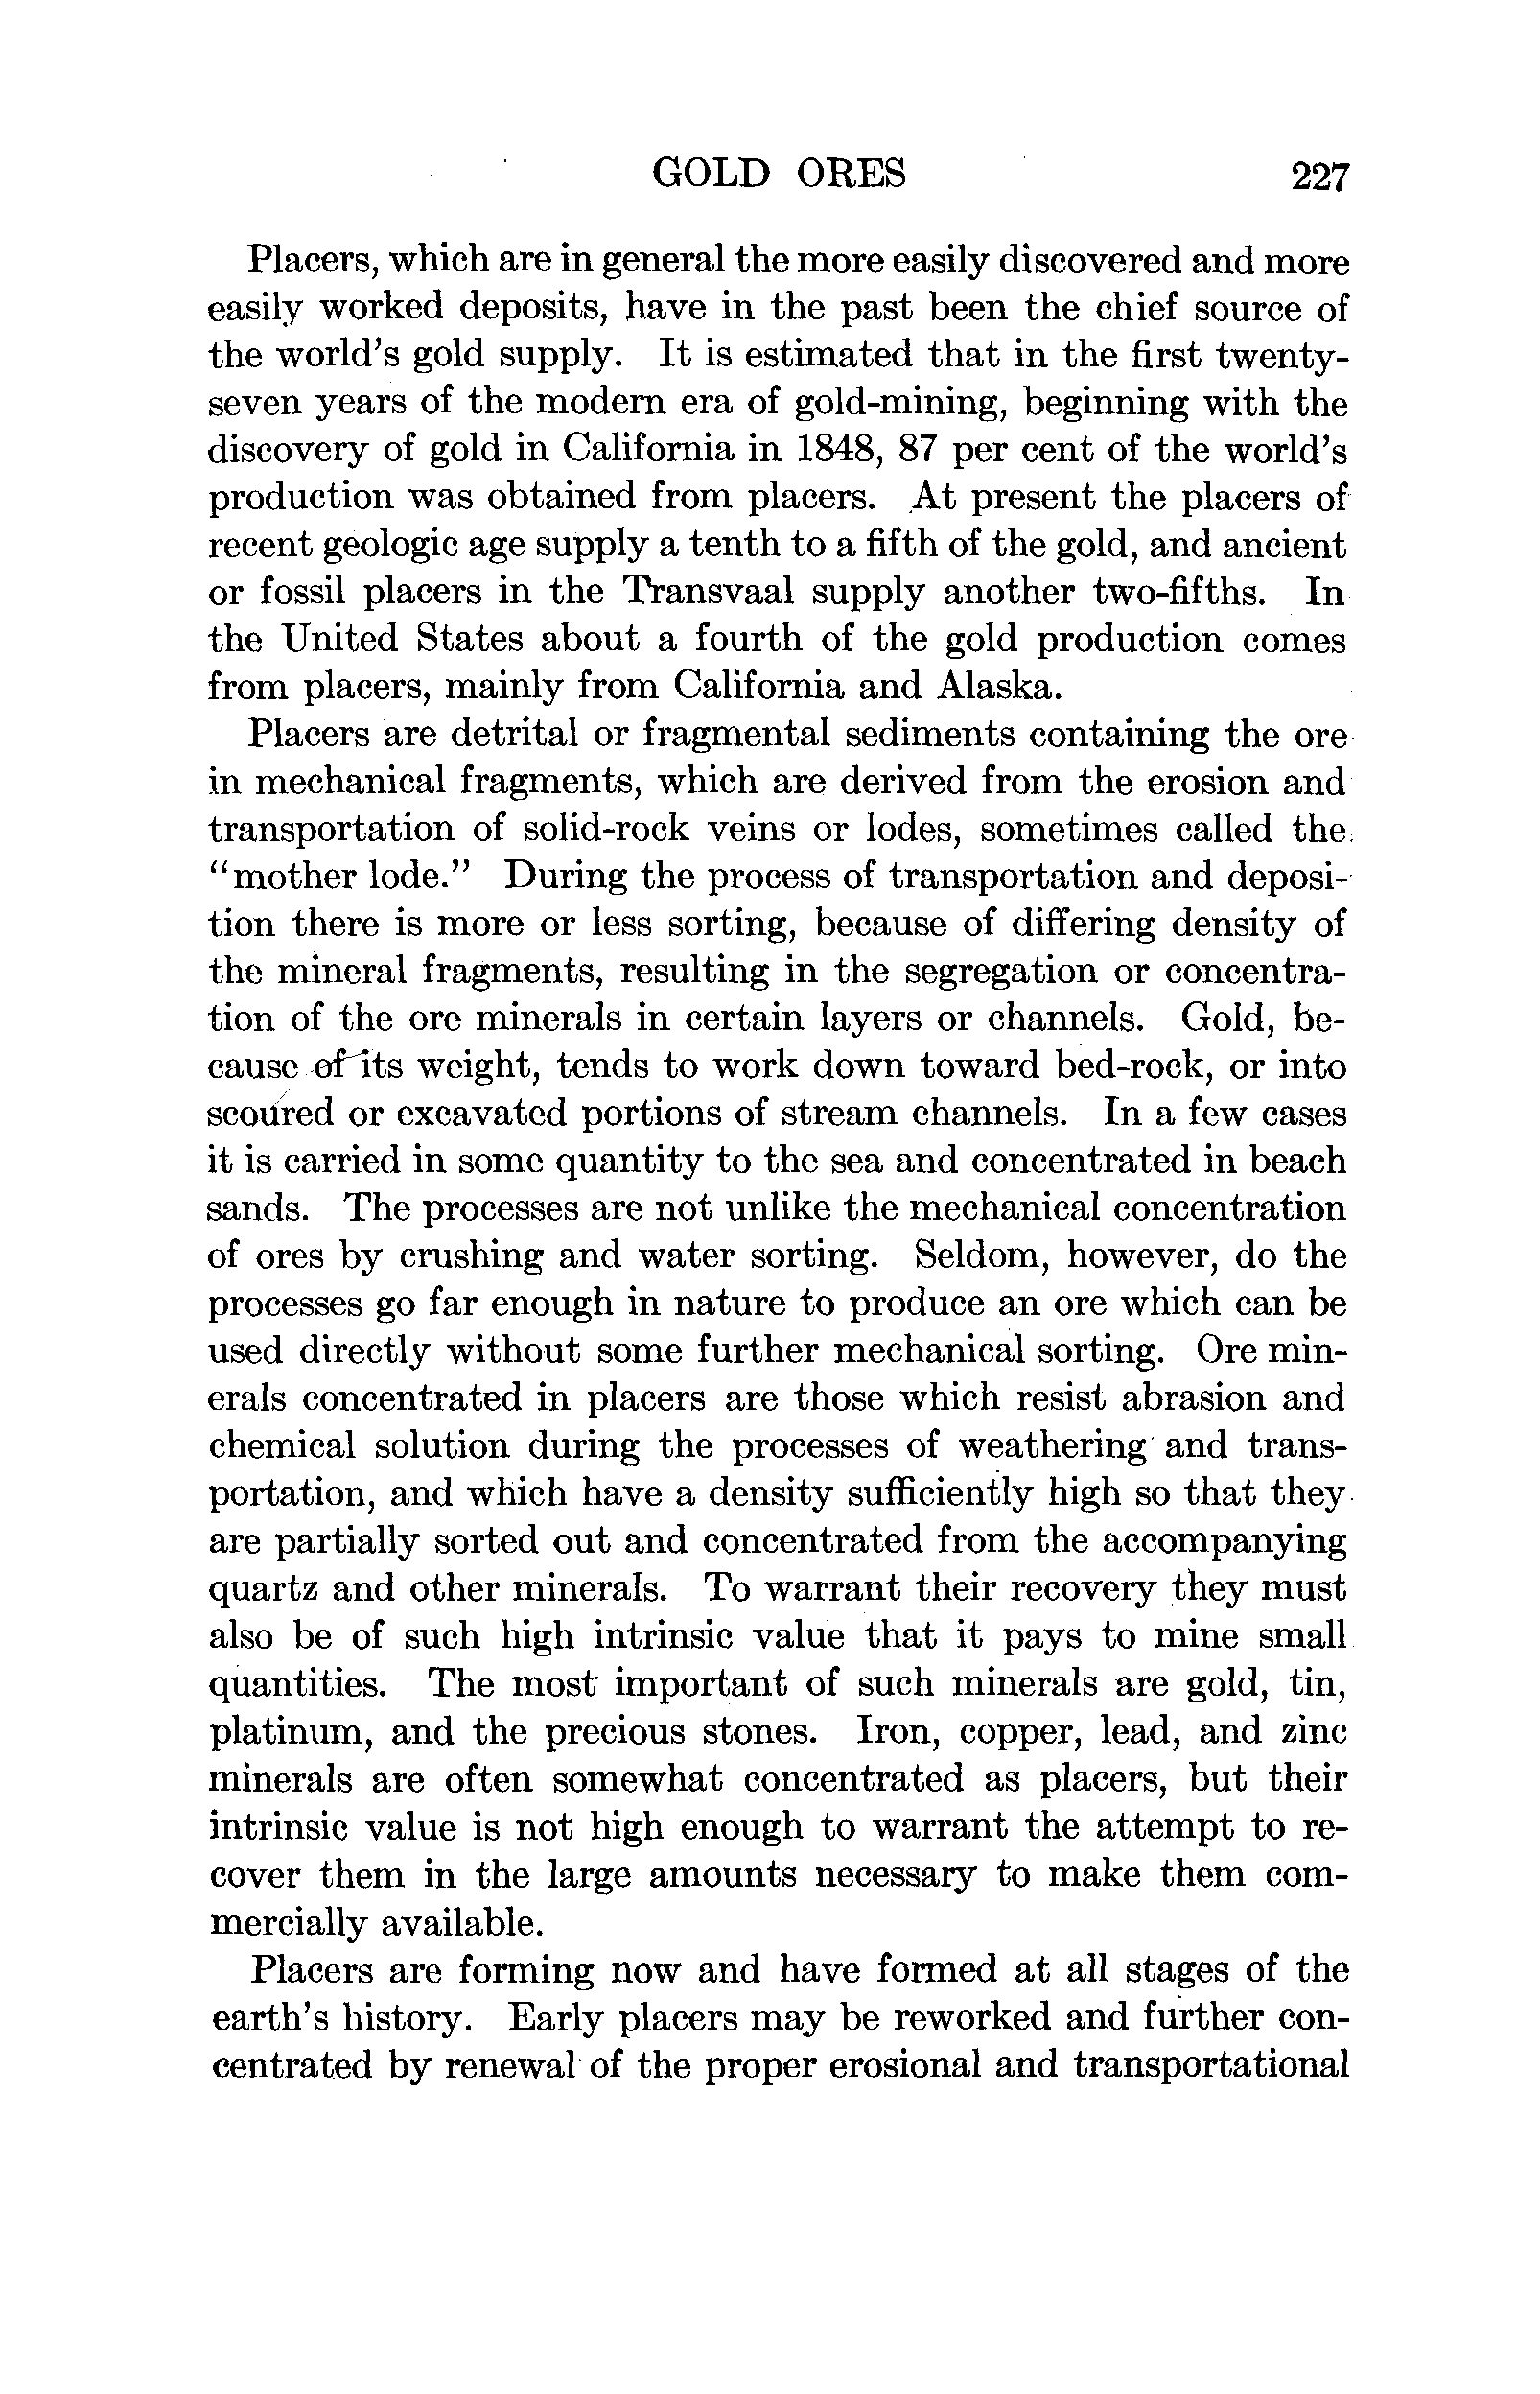 GOLD ORES 227
Placers, which are in general the more easily discovered and more
easily worked deposits, have in the past been the chief source of
the world's gold supply. It is estimated that in the first twenty-
seven years of the modern era of gold-mining, beginning with the
discovery of gold in California in 1848, 87 per cent of the world's
production was obtained from placers. At present the placers of
recent geologic age supply a tenth to a fifth of the gold, and ancient
or fossil placers in the Transvaal supply another two-fifths. In
the United States about a fourth of the gold production comes
from placers, mainly from California and Alaska.
Placers are detrital or fragmental sediments containing the ore
in mechanical fragments, which are derived from the erosion and
transportation of solid-rock veins or lodes, sometimes called the
"mother lode." During the process of transportation and deposi-
tion there is more or less sorting, because of differing density of
the mineral fragments, resulting in the segregation or concentra-
tion of the ore minerals in certain layers or channels. Gold, be-
cause of its weight, tends to work down toward bed-rock, or into
scoured or excavated portions of stream channels. In a few cases
it is carried in some quantity to the sea and concentrated in beach
sands. The processes are not unlike the mechanical concentration
of ores by crushing and water sorting. Seldom, however, do the
processes go far enough in nature to produce an ore which can be
used directly without some further mechanical sorting. Ore min-
erals concentrated in placers are those which resist abrasion and
chemical solution during the processes of weathering and trans-
portation, and which have a density sufficiently high so that they
are partially sorted out and concentrated from the accompanying
quartz and other minerals. To warrant their recovery they must
also be of such high intrinsic value that it pays to mine small
quantities. The most important of such minerals are gold, tin,
platinum, and the precious stones. Iron, copper, lead, and zinc
minerals are often somewhat concentrated as placers, but their
intrinsic value is not high enough to warrant the attempt to re-
cover them in the large amounts necessary to make them com-
mercially available.
Placers are forming now and have formed at all stages of the
earth's history. Early placers may be reworked and further con-
centrated by renewal of the proper erosional and transportational